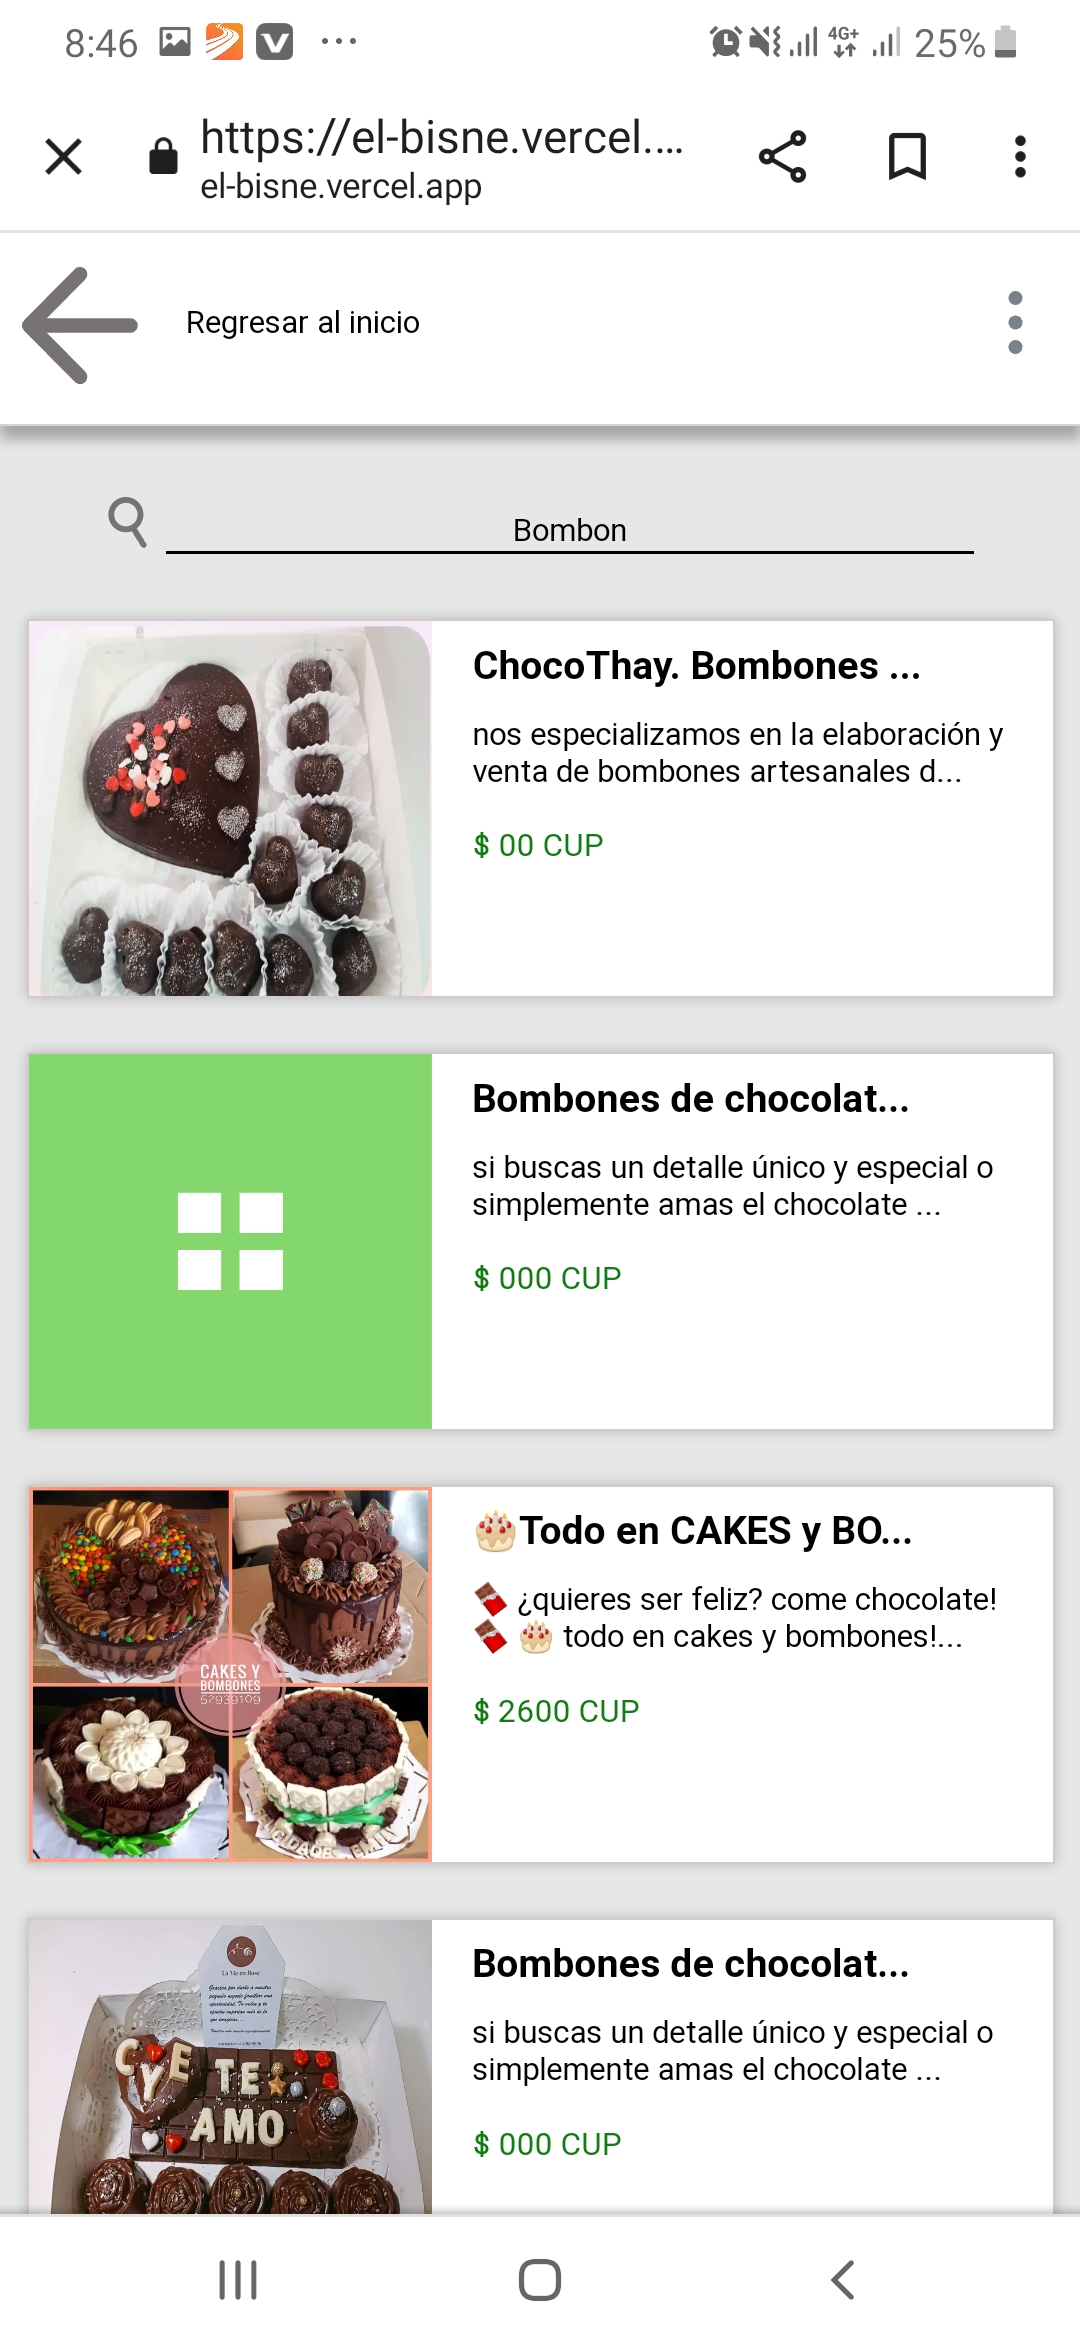 8:46 ... 4G+ 25%
https://el-bisne.vercel....
el-bisne.vercel.app
Regresar al inicio
Bombon
ChocoThay. Bombones ...
nos especializamos en la elaboración y
venta de bombones artesanales d...
$ 00 CUP
Bombones de chocolat...
si buscas un detalle único y especial o
simplemente amas el chocolate ...
$ 000 CUP
🎂Todo en CAKES y BO...
🍫 ¿quieres ser feliz? come chocolate!
🍫 🎂 todo en cakes y bombones!...
$ 2600 CUP
CAKES Y
BOMBONES
52939109
Bombones de chocolat...
si buscas un detalle único y especial o
simplemente amas el chocolate ...
$ 000 CUP
La Vie en Rose
C Y E TE
AMO